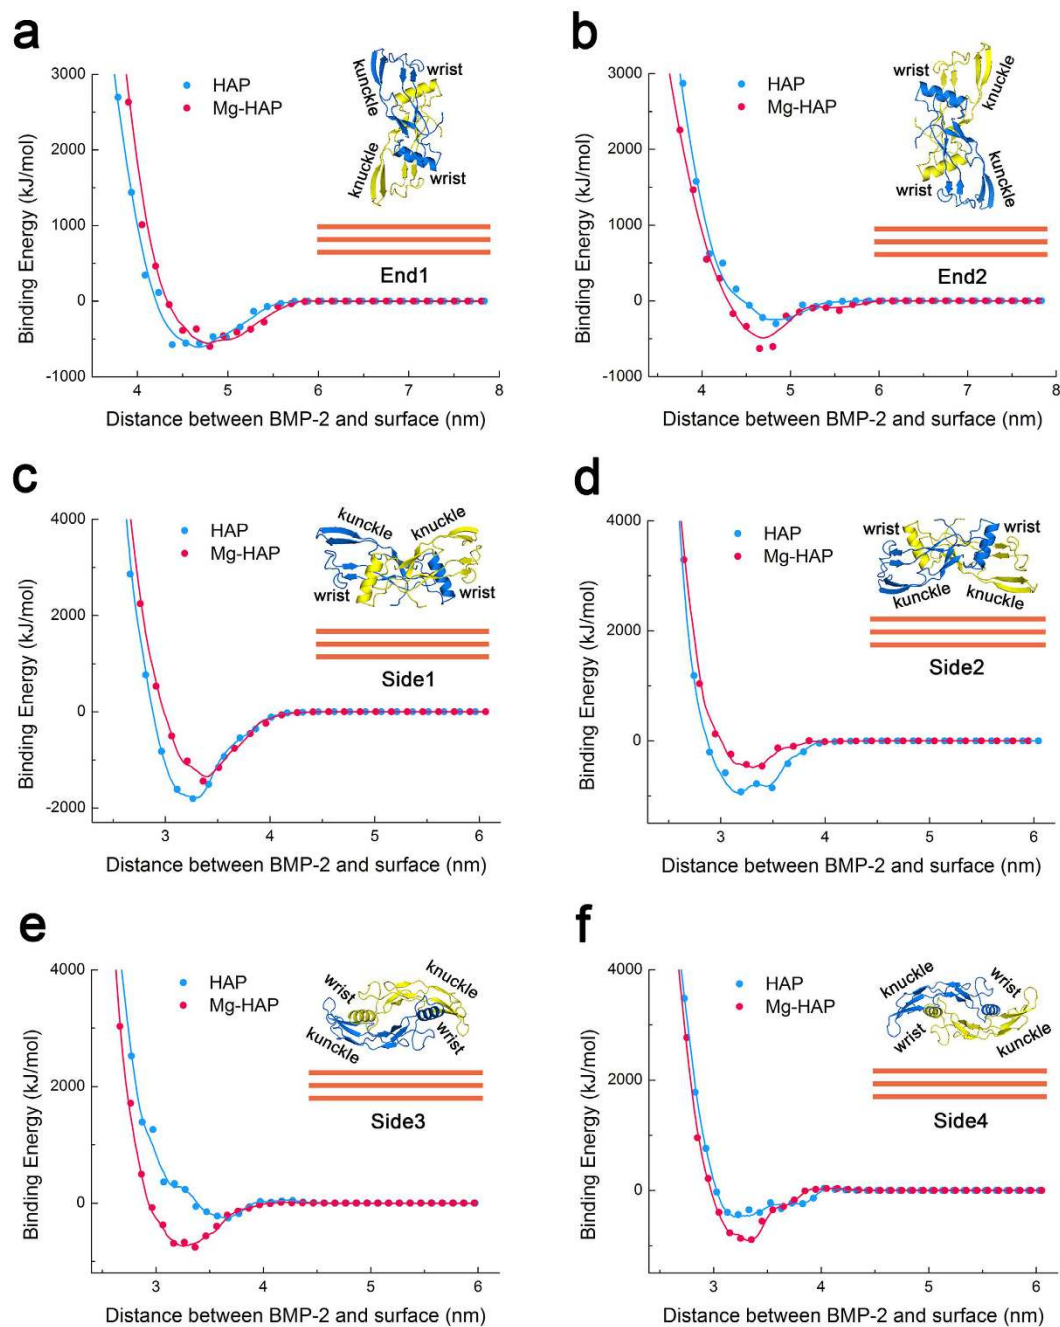 a
3000
2000
1000
0
-1000
Binding Energy (kJ/mol)
HAP
Mg-HAP
kunckle
wrist
knuckle
wrist
End1
4 5 6 7 8
Distance between BMP-2 and surface (nm)
b
3000
2000
1000
0
-1000
Binding Energy (kJ/mol)
HAP
Mg-HAP
wrist
knuckle
wrist
kunckle
End2
4 5 6 7 8
Distance between BMP-2 and surface (nm)
c
4000
2000
0
-2000
Binding Energy (kJ/mol)
HAP
Mg-HAP
kunckle
knuckle
wrist
wrist
Side1
3 4 5 6
Distance between BMP-2 and surface (nm)
d
4000
2000
0
Binding Energy (kJ/mol)
HAP
Mg-HAP
wrist
wrist
kunckle
knuckle
Side2
3 4 5 6
Distance between BMP-2 and surface (nm)
e
4000
2000
0
Binding Energy (kJ/mol)
HAP
Mg-HAP
wrist
knuckle
kunckle
wrist
Side3
3 4 5 6
Distance between BMP-2 and surface (nm)
f
4000
2000
0
Binding Energy (kJ/mol)
HAP
Mg-HAP
knuckle
wrist
wrist
kunckle
Side4
3 4 5 6
Distance between BMP-2 and surface (nm)